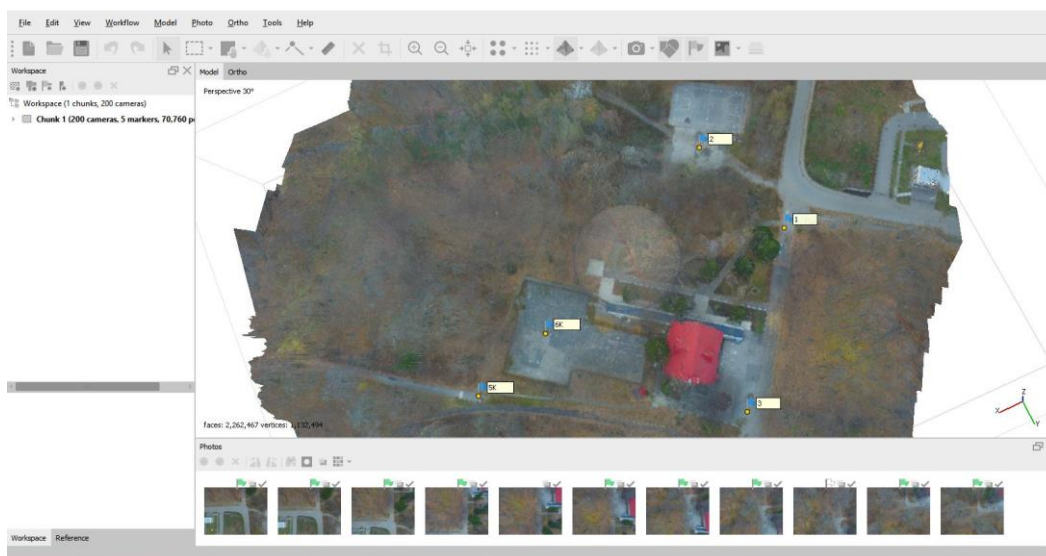 File Edit View Workflow Model Photo Ortho Tools Help
Workspace
Workspace (1 chunks, 200 cameras)
Chunk 1 (200 cameras, 5 markers, 70,760 p
Model Ortho
Perspective 30°
2
1
6K
5K
3
Z
X
Y
faces: 2,262,467 vertices: 1,132,494
Photos
Workspace Reference